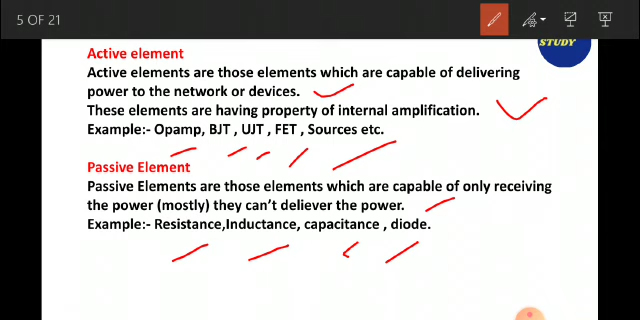 5 OF 21
STUDY
Active element
Active elements are those elements which are capable of delivering
power to the network or devices.
These elements are having property of internal amplification.
Example:- Opamp, BJT , UJT , FET , Sources etc.
Passive Element
Passive Elements are those elements which are capable of only receiving
the power (mostly) they can't deliever the power.
Example:- Resistance,Inductance, capacitance , diode.